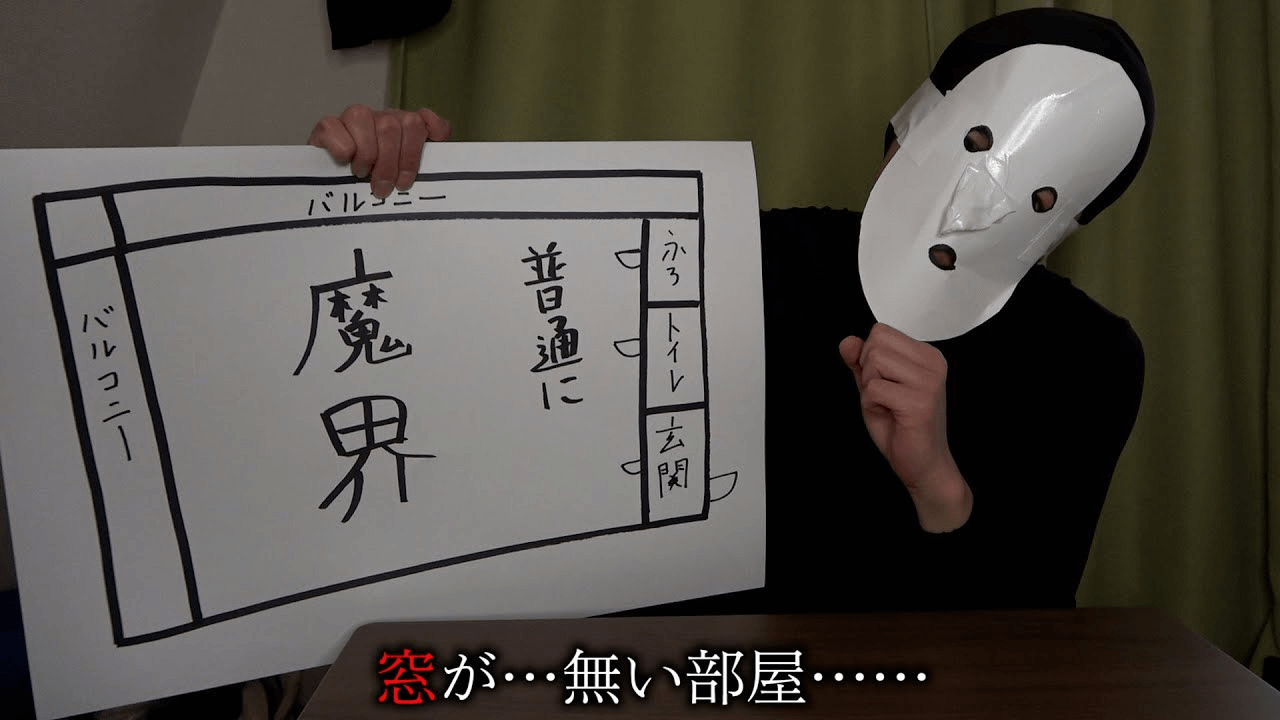 バルコニー
バルコニー
普通に
魔界
ふろ
トイレ
玄関
窓が…無い部屋……